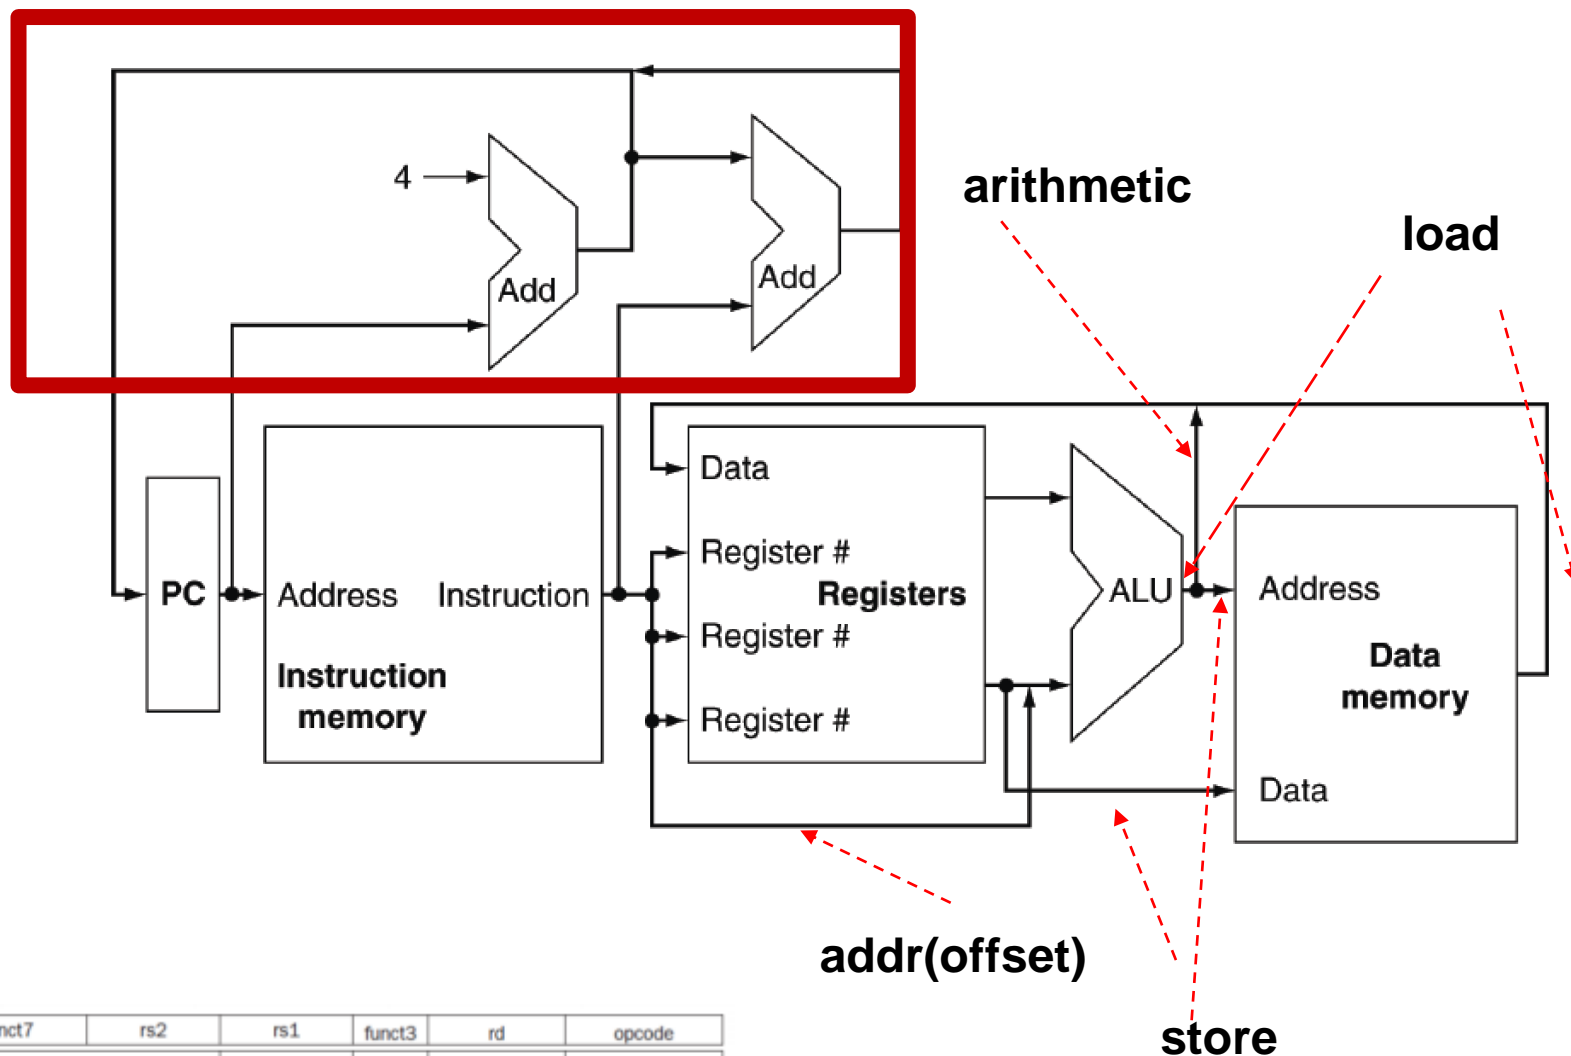 arithmetic
load
4
Add
Add
Data
Register #
PC
Address
Instruction
Registers
ALU
Address
Register #
Data
memory
Instruction
memory
Register #
Data
addr(offset)
store
nct7
rs2
rs1
funct3
rd
opcode